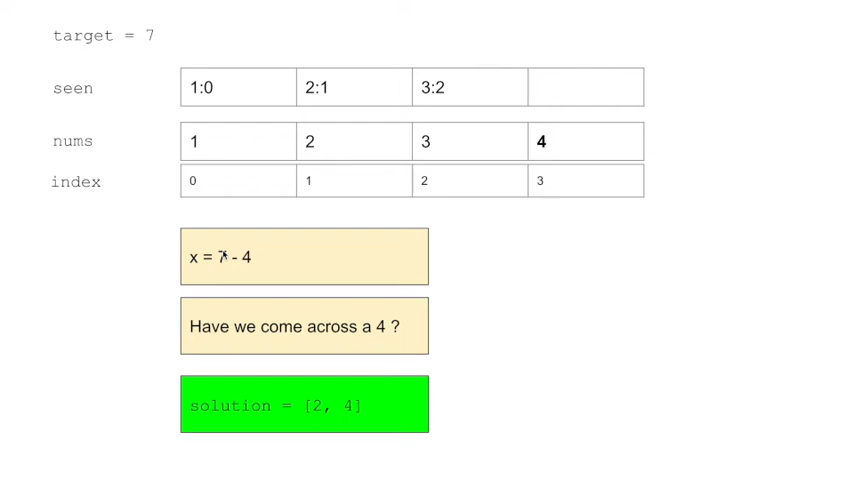 target = 7
seen 1:0 2:1 3:2
nums 1 2 3 4
index 0 1 2 3
x = 7 - 4
Have we come across a 4 ?
solution = [2, 4]